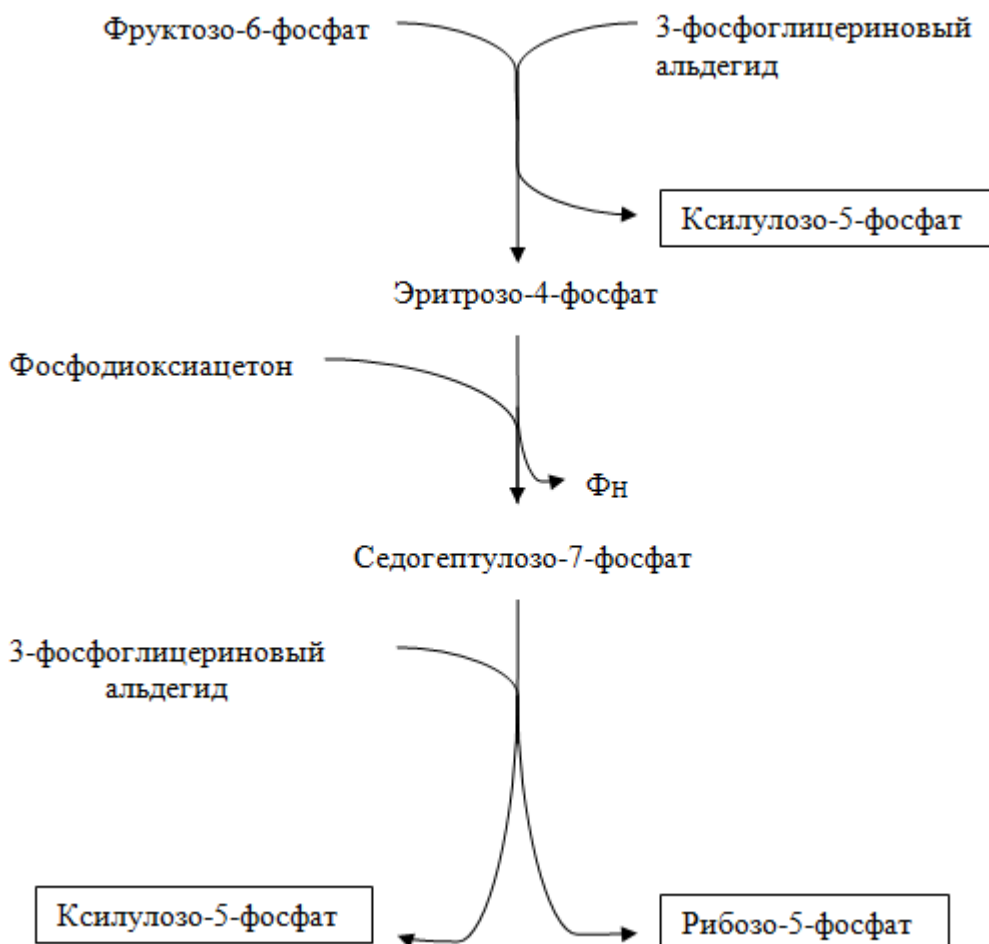 Фруктозо-6-фосфат
3-фосфоглицериновый
альдегид
Ксилулозо-5-фосфат
Эритрозо-4-фосфат
Фосфодиоксиацетон
Фн
Седогептулозо-7-фосфат
3-фосфоглицериновый
альдегид
Ксилулозо-5-фосфат
Рибозо-5-фосфат